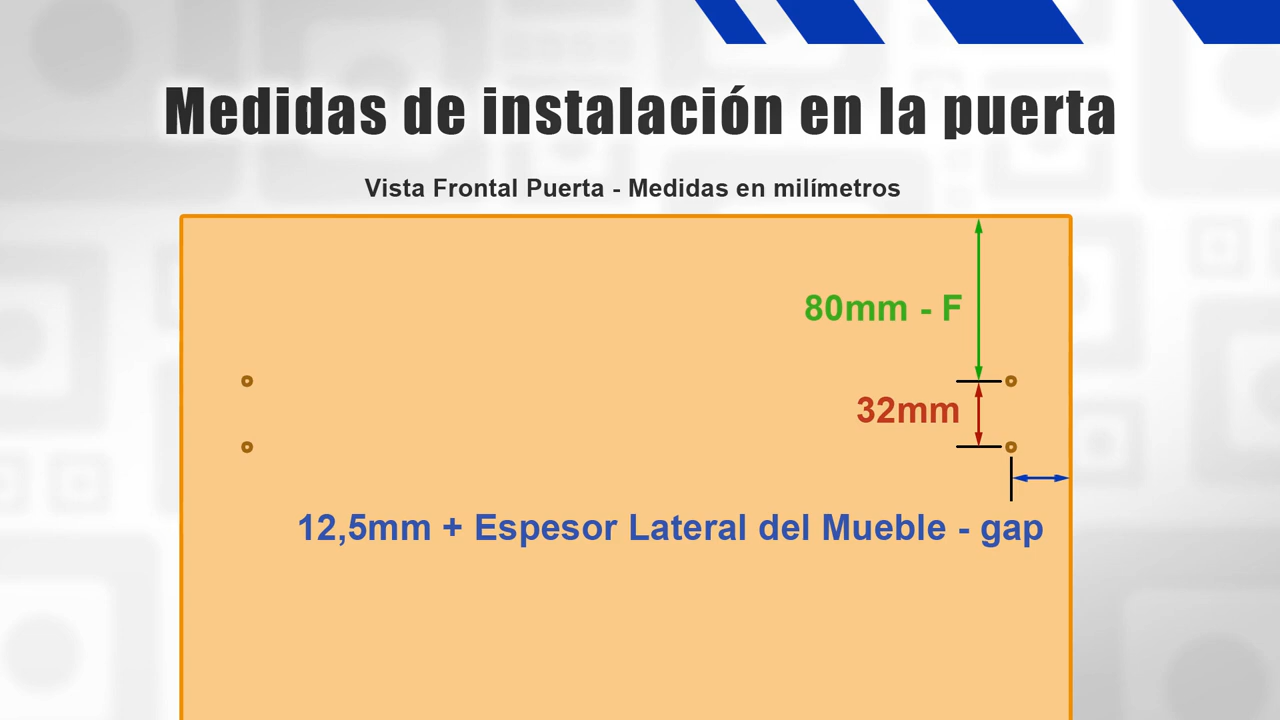 Medidas de instalación en la puerta
Vista Frontal Puerta - Medidas en milímetros
80mm - F
32mm
12,5mm + Espesor Lateral del Mueble - gap